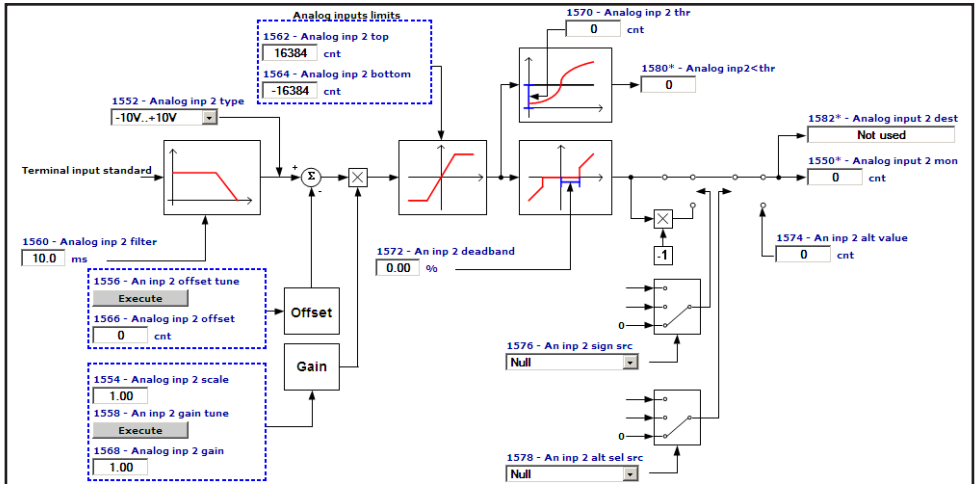 Analog inputs limits
1562 - Analog inp 2 top
16384 cnt
1564 - Analog inp 2 bottom
-16384 cnt
1570 - Analog inp 2 thr
0 cnt
1580* - Analog inp2<thr
0
1552 - Analog inp 2 type
-10V..+10V
1582* - Analog input 2 dest
Not used
1550* - Analog input 2 mon
0
cnt
Terminal input standard
+
Σ
-
×
1560 - Analog inp 2 filter
10.0 ms
1572 - An inp 2 deadband
0.00 %
×
-1
1574 - An inp 2 alt value
0
cnt
1556 - An inp 2 offset tune
Execute
1566 - Analog inp 2 offset
0 cnt
Offset
Gain
1554 - Analog inp 2 scale
1.00
1558 - An inp 2 gain tune
Execute
1568 - Analog inp 2 gain
1.00
0
1576 - An inp 2 sign src
Null
0
1578 - An inp 2 alt sel src
Null